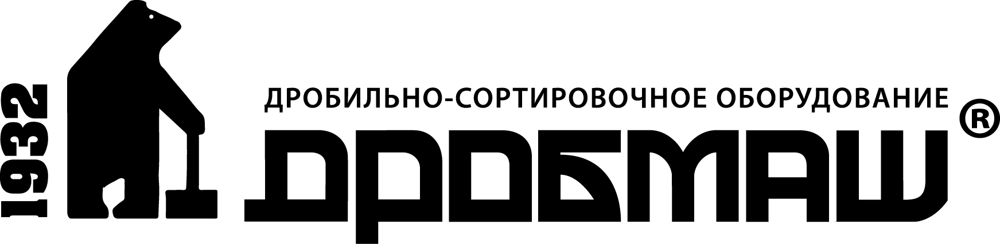 1932
ДРОБИЛЬНО-СОРТИРОВОЧНОЕ ОБОРУДОВАНИЕ
ДРОБМАШ®